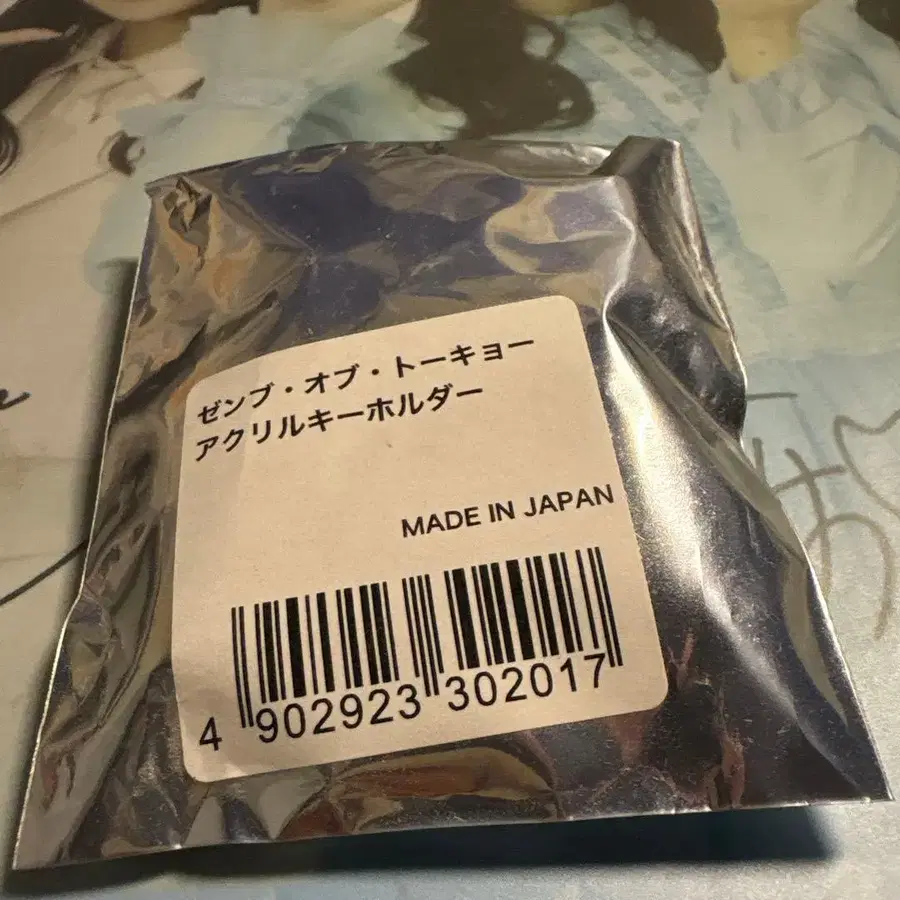 ゼンブ・オブ・トーキョー
アクリルキーホルダー
MADE IN JAPAN
4 902923 302017